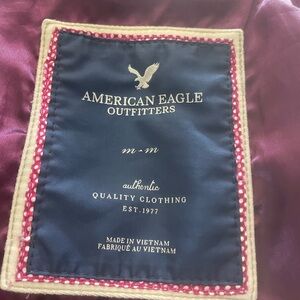 AMERICAN EAGLE
OUTFITTERS
m - m
authentic
QUALITY CLOTHING
EST. 1977
MADE IN VIETNAM
FABRIQUÉ AU VIETNAM